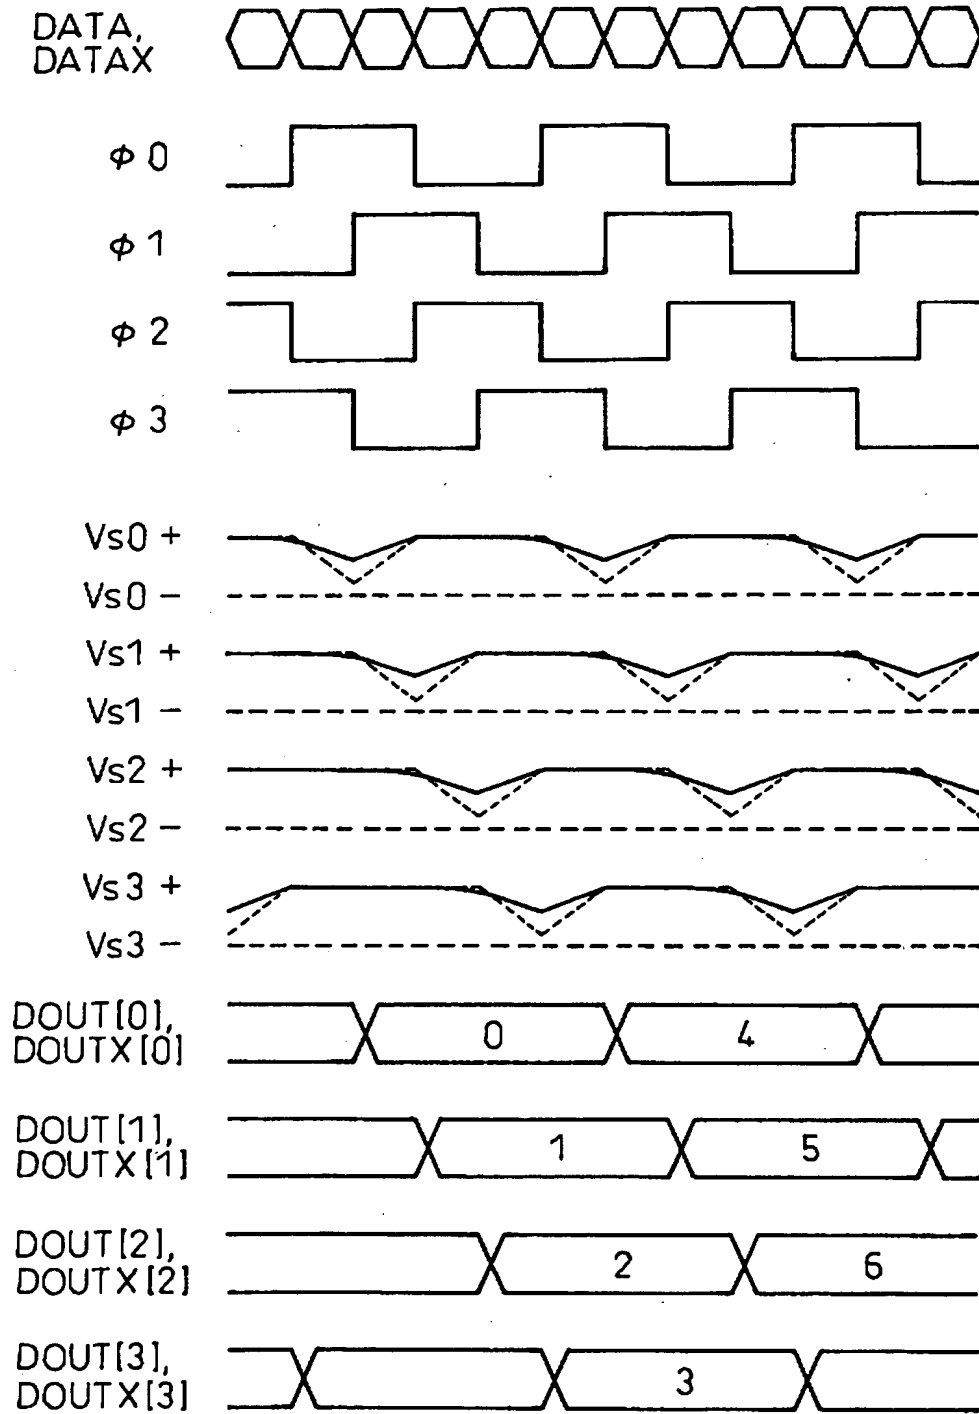 DATA,
DATAX
ϕ 0
ϕ 1
ϕ 2
ϕ 3
Vs0 +
Vs0 −
Vs1 +
Vs1 −
Vs2 +
Vs2 −
Vs3 +
Vs3 −
DOUT[0],
DOUTX[0]
0 4
DOUT[1],
DOUTX[1]
1 5
DOUT[2],
DOUTX[2]
2 6
DOUT[3],
DOUTX[3]
3